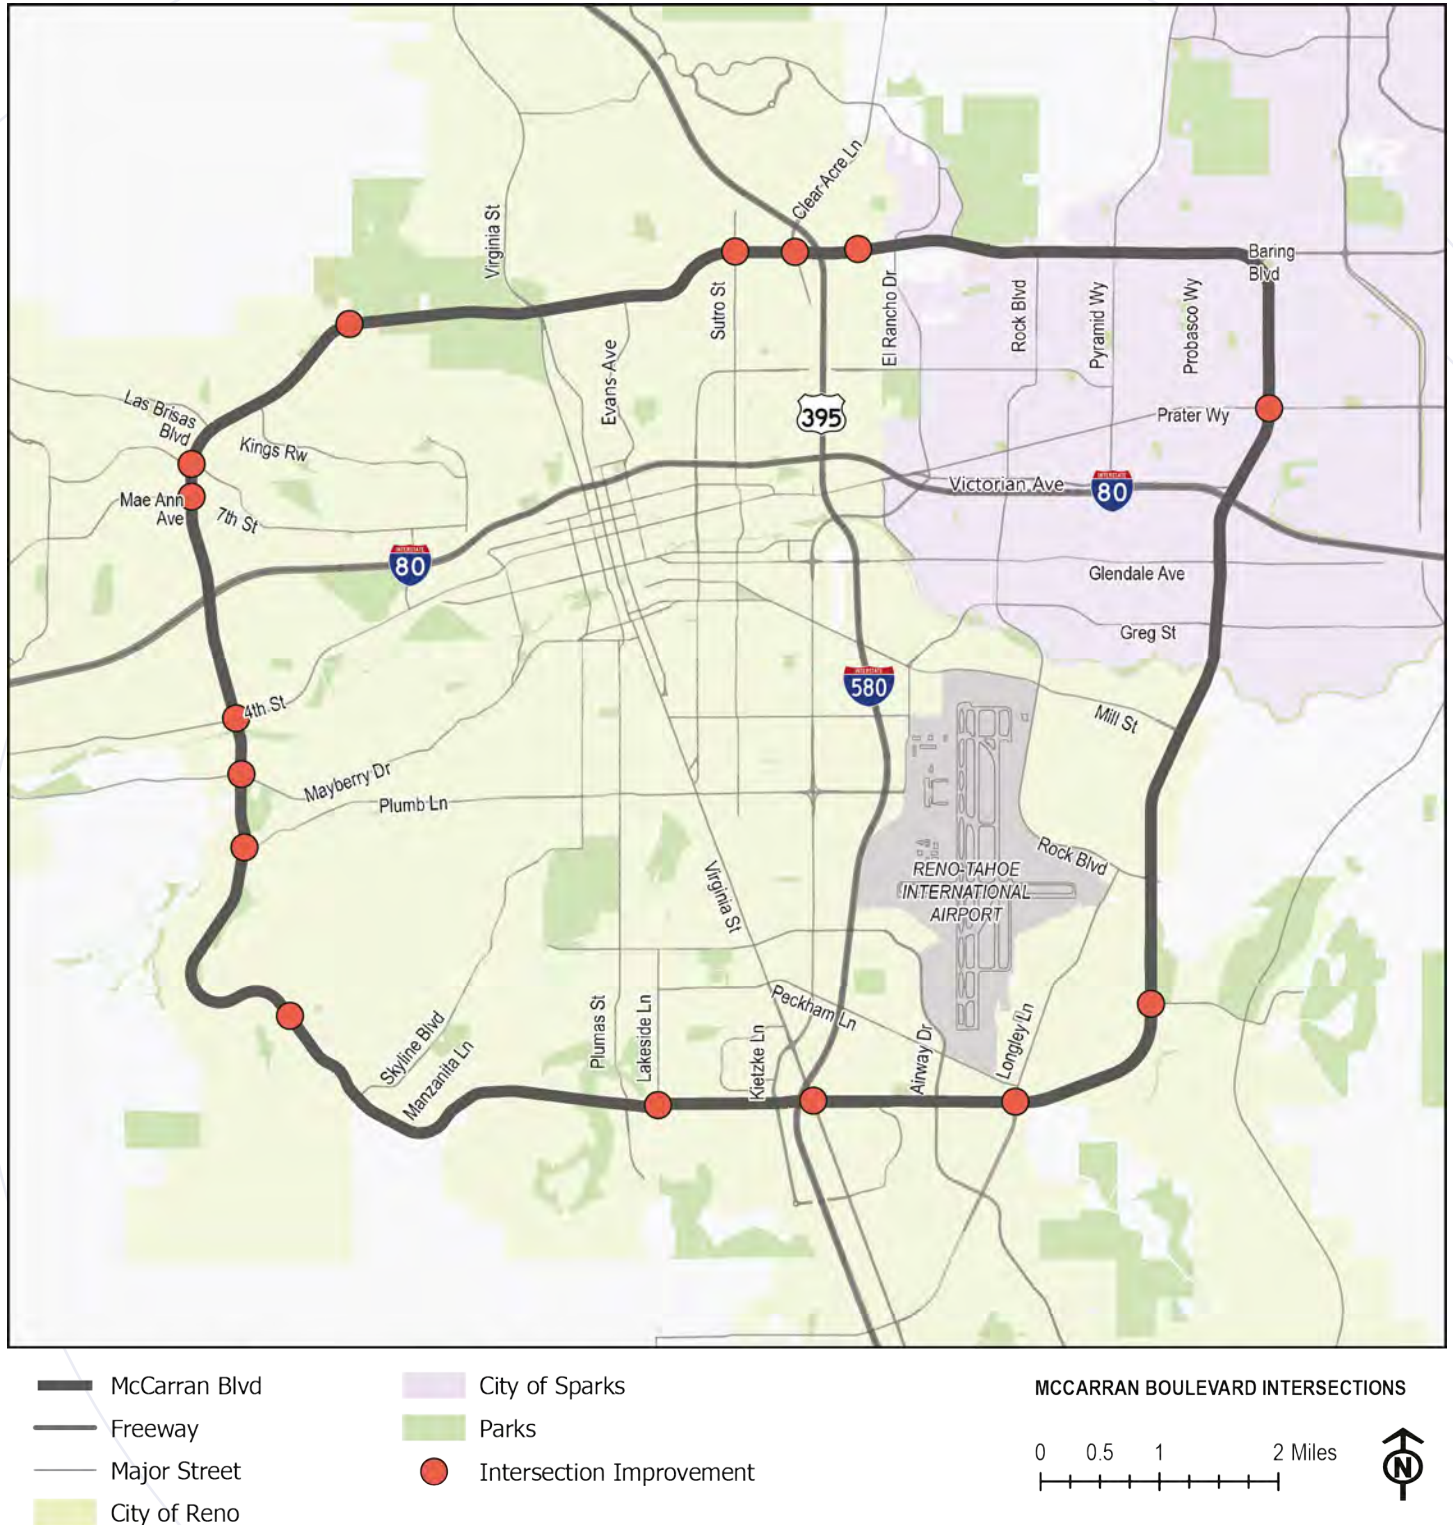 Clear Acre Ln
Virginia St
Baring
Blvd
Sutro St
El Rancho Dr
Rock Blvd
Pyramid Wy
Probasco Wy
Evans Ave
Las Brisas
Blvd
Kings Rw
395
Prater Wy
Mae Ann
Ave
7th St
Victorian Ave
INTERSTATE
80
INTERSTATE
80
Glendale Ave
Greg St
INTERSTATE
580
4th St
Mill St
Mayberry Dr
Plumb Ln
Rock Blvd
RENO-TAHOE
INTERNATIONAL
AIRPORT
Virginia St
Peckham Ln
Skyline Blvd
Manzanita Ln
Plumas St
Lakeside Ln
Kietzke Ln
Airway Dr
Longley Ln
McCarran Blvd
Freeway
Major Street
City of Reno
City of Sparks
Parks
Intersection Improvement
MCCARRAN BOULEVARD INTERSECTIONS
0 0.5 1 2 Miles
N